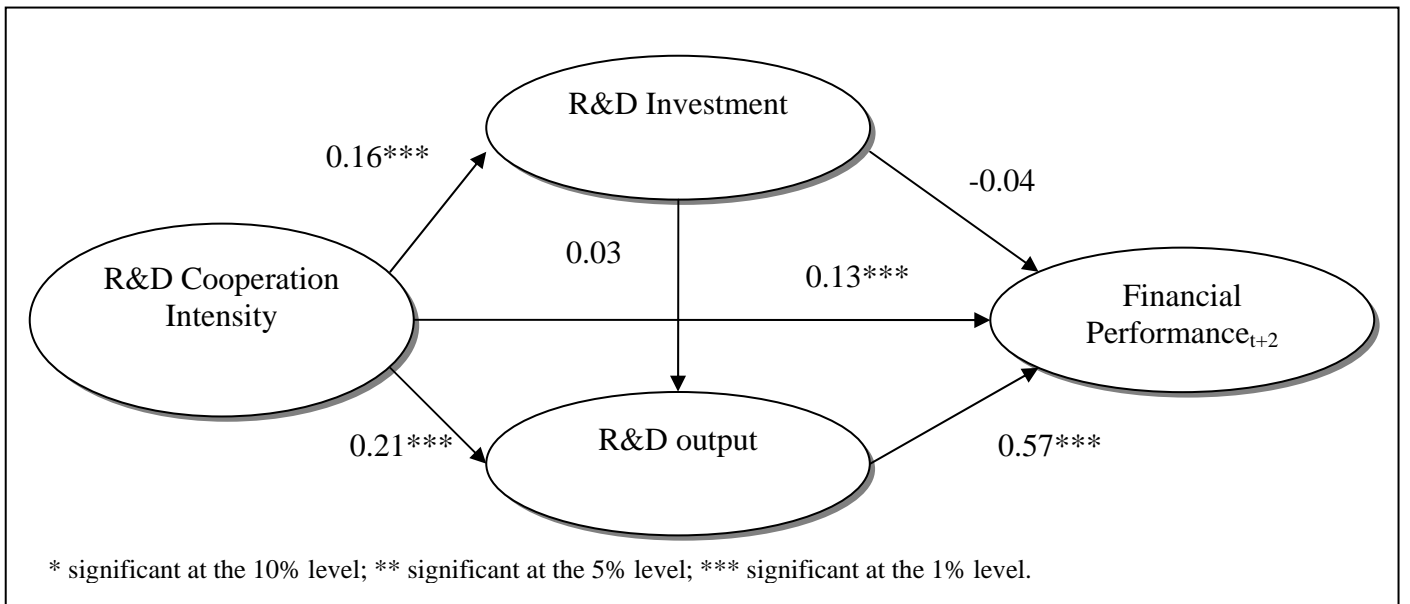 R&D Investment
0.16***
-0.04
R&D Cooperation
Intensity
0.03
0.13***
Financial
Performancet+2
0.21***
R&D output
0.57***
* significant at the 10% level; ** significant at the 5% level; *** significant at the 1% level.